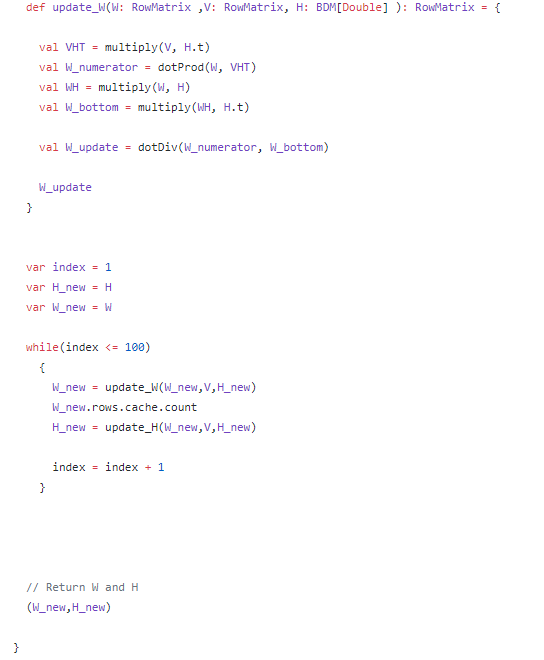 def update_W(W: RowMatrix ,V: RowMatrix, H: BDM[Double] ): RowMatrix = {
val VHT = multiply(V, H.t)
val W_numerator = dotProd(W, VHT)
val WH = multiply(W, H)
val W_bottom = multiply(WH, H.t)
val W_update = dotDiv(W_numerator, W_bottom)
W_update
}
var index = 1
var H_new = H
var W_new = W
while(index <= 100)
{
W_new = update_W(W_new,V,H_new)
W_new.rows.cache.count
H_new = update_H(W_new,V,H_new)
index = index + 1
}
// Return W and H
(W_new,H_new)
}